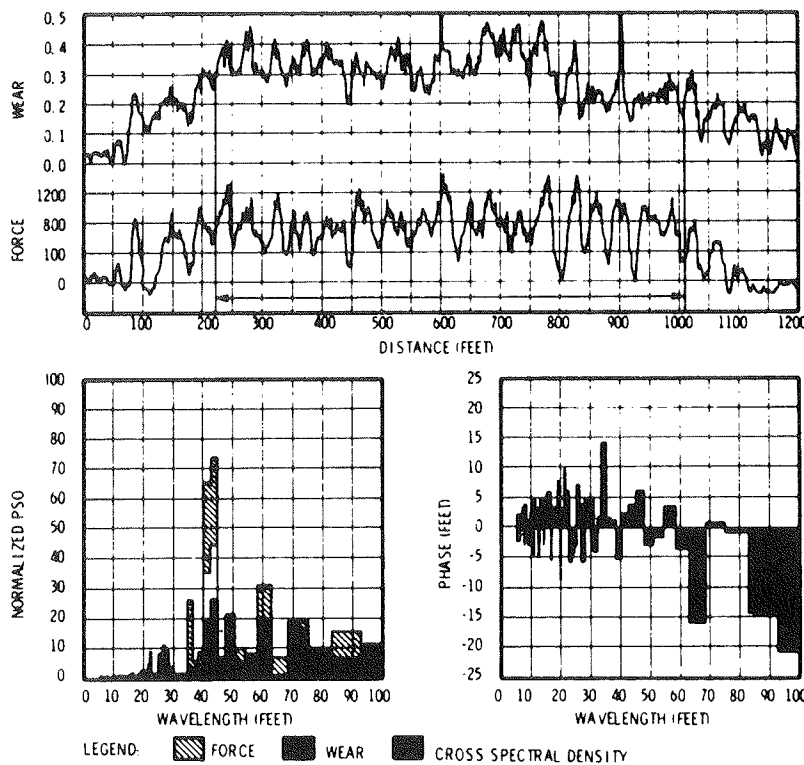 0.5
0.4
0.3
0.2
0.1
0.0
WEAR
1200
800
100
0
FORCE
0 100 200 300 400 500 600 700 800 900 1000 1100 1200
DISTANCE (FEET)
100
90
80
70
60
50
40
30
20
10
0
NORMALIZED PSD
0 10 20 30 40 50 60 70 80 90 100
WAVELENGTH (FEET)
25
20
15
10
5
0
-5
-10
-15
-20
-25
PHASE (FEET)
0 10 20 30 40 50 60 70 80 90 100
WAVELENGTH (FEET)
LEGEND: FORCE WEAR CROSS SPECTRAL DENSITY